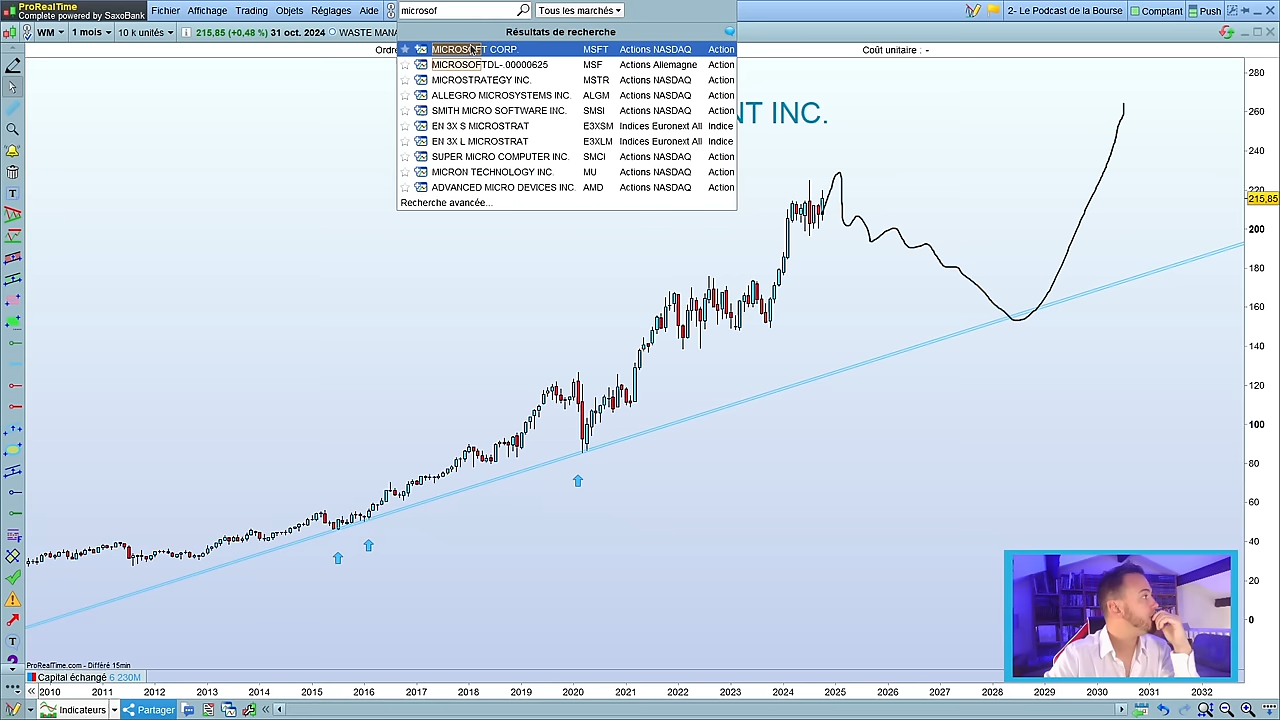 ProRealTime
Complete powered by SaxoBank
Fichier Affichage Trading Objets Réglages Aide
microsof
Tous les marchés
2- Le Podcast de la Bourse
Comptant
Push
WM 1 mois 10 k unités 215,85 (+0,48 %) 31 oct. 2024 WASTE MANA
Résultats de recherche
Ordre
Coût unitaire : -
MICROSOFT CORP. MSFT Actions NASDAQ Action
MICROSOFTDL-.00000625 MSF Actions Allemagne Action
MICROSTRATEGY INC. MSTR Actions NASDAQ Action
ALLEGRO MICROSYSTEMS INC. ALGM Actions NASDAQ Action
SMITH MICRO SOFTWARE INC. SMSI Actions NASDAQ Action
EN 3X S MICROSTRAT E3XSM Indices Euronext All Indice
EN 3X L MICROSTRAT E3XLM Indices Euronext All Indice
SUPER MICRO COMPUTER INC. SMCI Actions NASDAQ Action
MICRON TECHNOLOGY INC. MU Actions NASDAQ Action
ADVANCED MICRO DEVICES INC. AMD Actions NASDAQ Action
Recherche avancée...
NT INC.
280
260
240
220
215,85
200
180
160
140
120
100
80
60
40
20
0
ProRealTime.com - Différé 15min
Capital échangé 6 230M
2010 2011 2012 2013 2014 2015 2016 2017 2018 2019 2020 2021 2022 2023 2024 2025 2026 2027 2028 2029 2030 2031 2032
Indicateurs
Partager